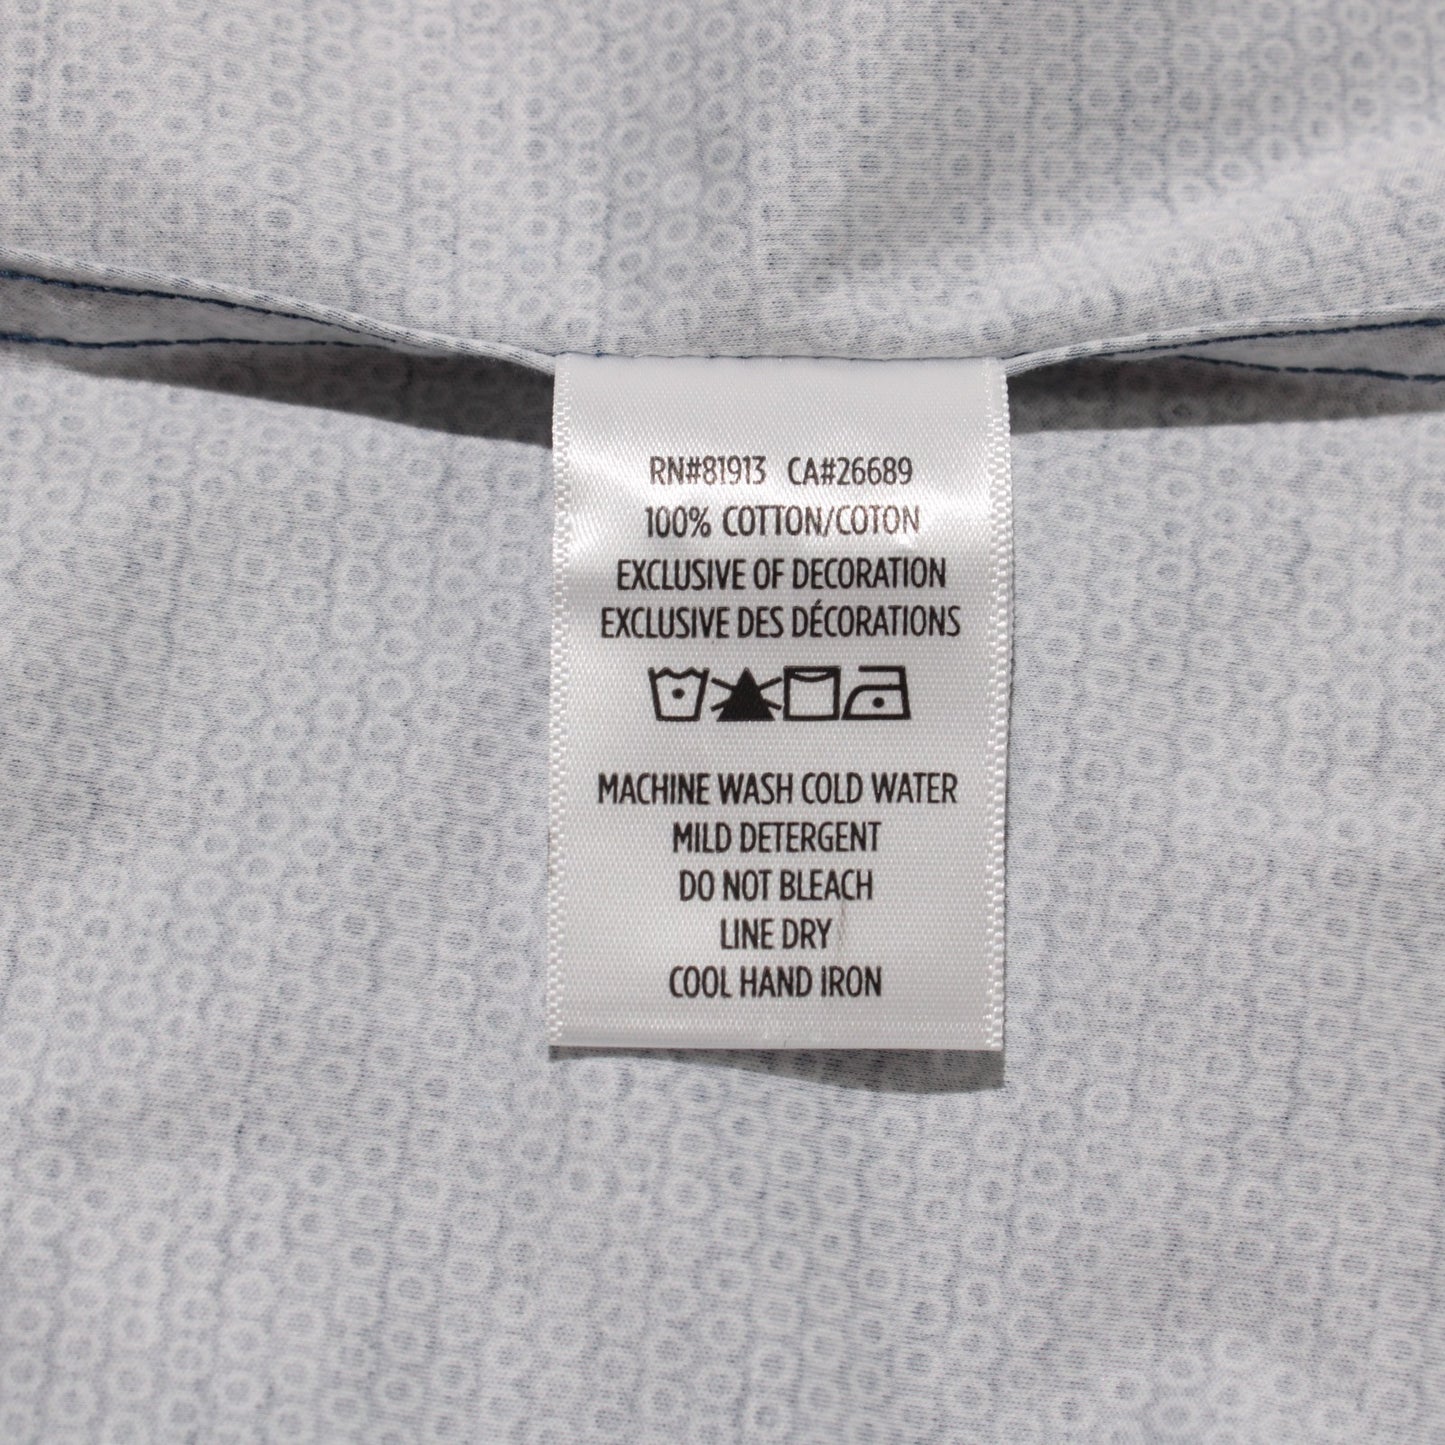 RN#81913 CA#26689
100% COTTON/COTON
EXCLUSIVE OF DECORATION
EXCLUSIVE DES DÉCORATIONS
MACHINE WASH COLD WATER
MILD DETERGENT
DO NOT BLEACH
LINE DRY
COOL HAND IRON